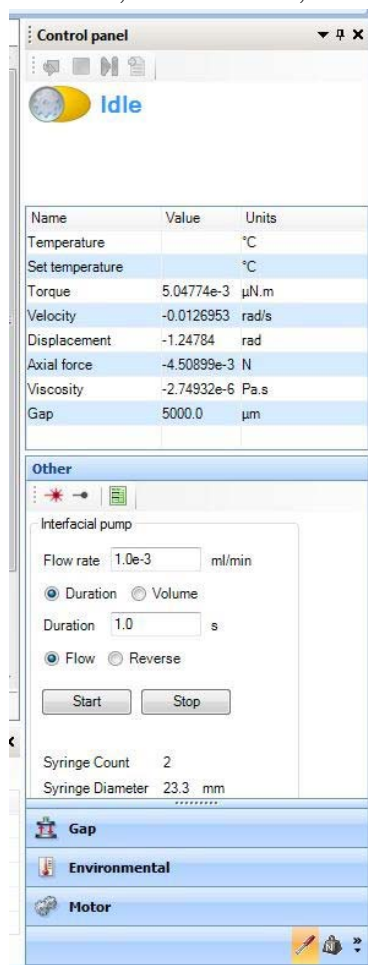 Control panel
Idle
Name Value Units
Temperature °C
Set temperature °C
Torque 5.04774e-3 µN.m
Velocity -0.0126953 rad/s
Displacement -1.24784 rad
Axial force -4.50899e-3 N
Viscosity -2.74932e-6 Pa.s
Gap 5000.0 µm
Other
Interfacial pump
Flow rate 1.0e-3 ml/min
Duration Volume
Duration 1.0 s
Flow Reverse
Start Stop
Syringe Count 2
Syringe Diameter 23.3 mm
Gap
Environmental
Motor